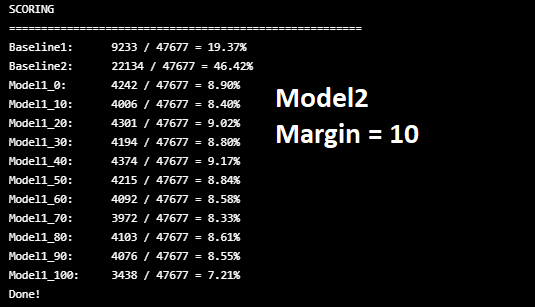 SCORING
====================================================
Baseline1: 9233 / 47677 = 19.37%
Baseline2: 22134 / 47677 = 46.42%
Model1_0: 4242 / 47677 = 8.90%
Model1_10: 4006 / 47677 = 8.40%
Model1_20: 4301 / 47677 = 9.02%
Model1_30: 4194 / 47677 = 8.80%
Model1_40: 4374 / 47677 = 9.17%
Model1_50: 4215 / 47677 = 8.84%
Model1_60: 4092 / 47677 = 8.58%
Model1_70: 3972 / 47677 = 8.33%
Model1_80: 4103 / 47677 = 8.61%
Model1_90: 4076 / 47677 = 8.55%
Model1_100: 3438 / 47677 = 7.21%
Done!
Model2
Margin = 10